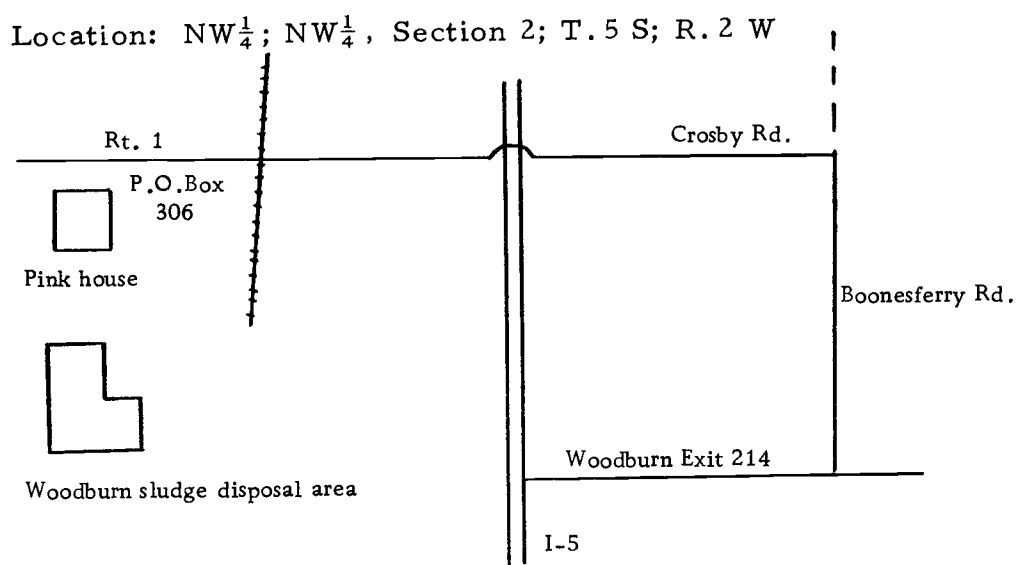 Location: NW¼; NW¼, Section 2; T.5 S; R.2 W
Rt. 1
Crosby Rd.
P.O.Box
306
Pink house
Boonesferry Rd.
Woodburn Exit 214
Woodburn sludge disposal area
I-5